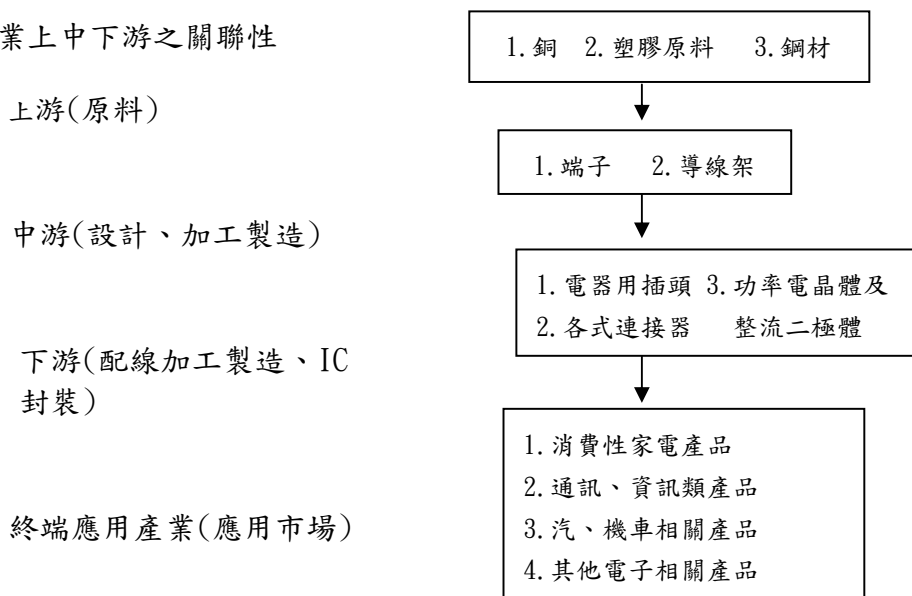 業上中下游之關聯性
1.銅 2.塑膠原料 3.鋼材
上游(原料)
1.端子 2.導線架
中游(設計、加工製造)
1.電器用插頭 3.功率電晶體及
2.各式連接器 整流二極體
下游(配線加工製造、IC
封裝)
1.消費性家電產品
2.通訊、資訊類產品
3.汽、機車相關產品
4.其他電子相關產品
終端應用產業(應用市場)